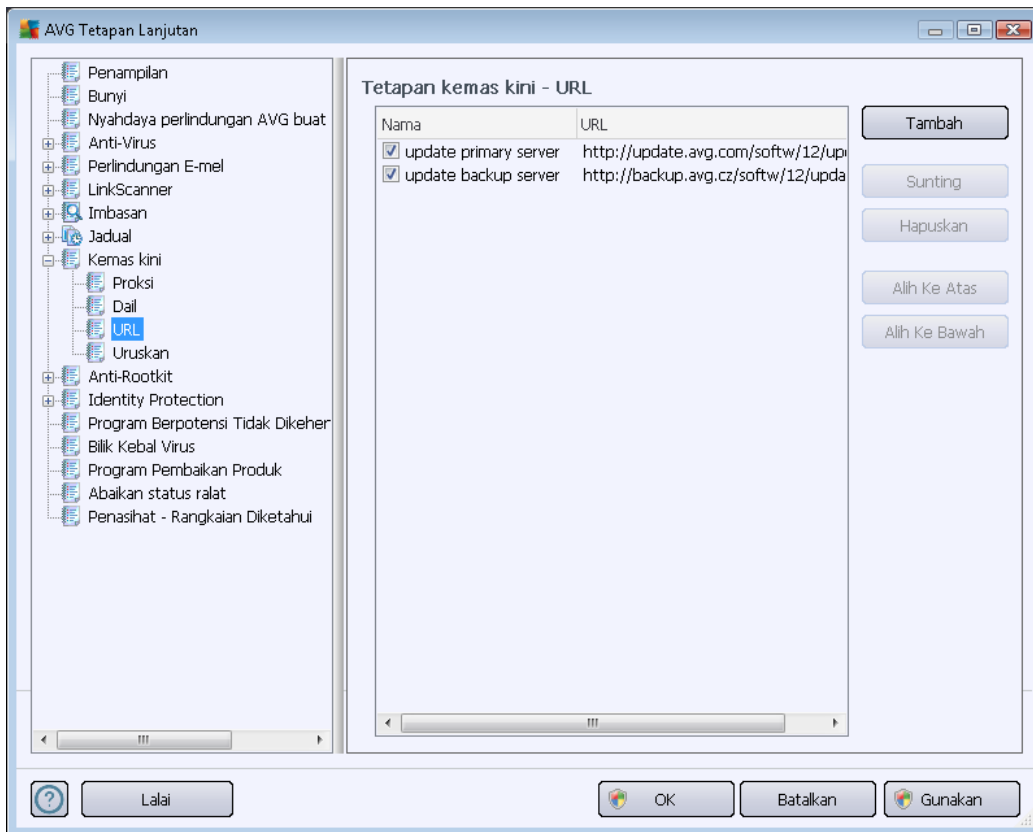 AVG Tetapan Lanjutan
Penampilan
Bunyi
Nyahdaya perlindungan AVG buat
Anti-Virus
Perlindungan E-mel
LinkScanner
Imbasan
Jadual
Kemas kini
Proksi
Dail
URL
Uruskan
Anti-Rootkit
Identity Protection
Program Berpotensi Tidak Dikeher
Bilik Kebal Virus
Program Pembaikan Produk
Abaikan status ralat
Penasihat - Rangkaian Diketahui
Tetapan kemas kini - URL
Nama URL
update primary server http://update.avg.com/softw/12/up
update backup server http://backup.avg.cz/softw/12/upda
Tambah
Sunting
Hapuskan
Alih Ke Atas
Alih Ke Bawah
Lalai
OK
Batalkan
Gunakan